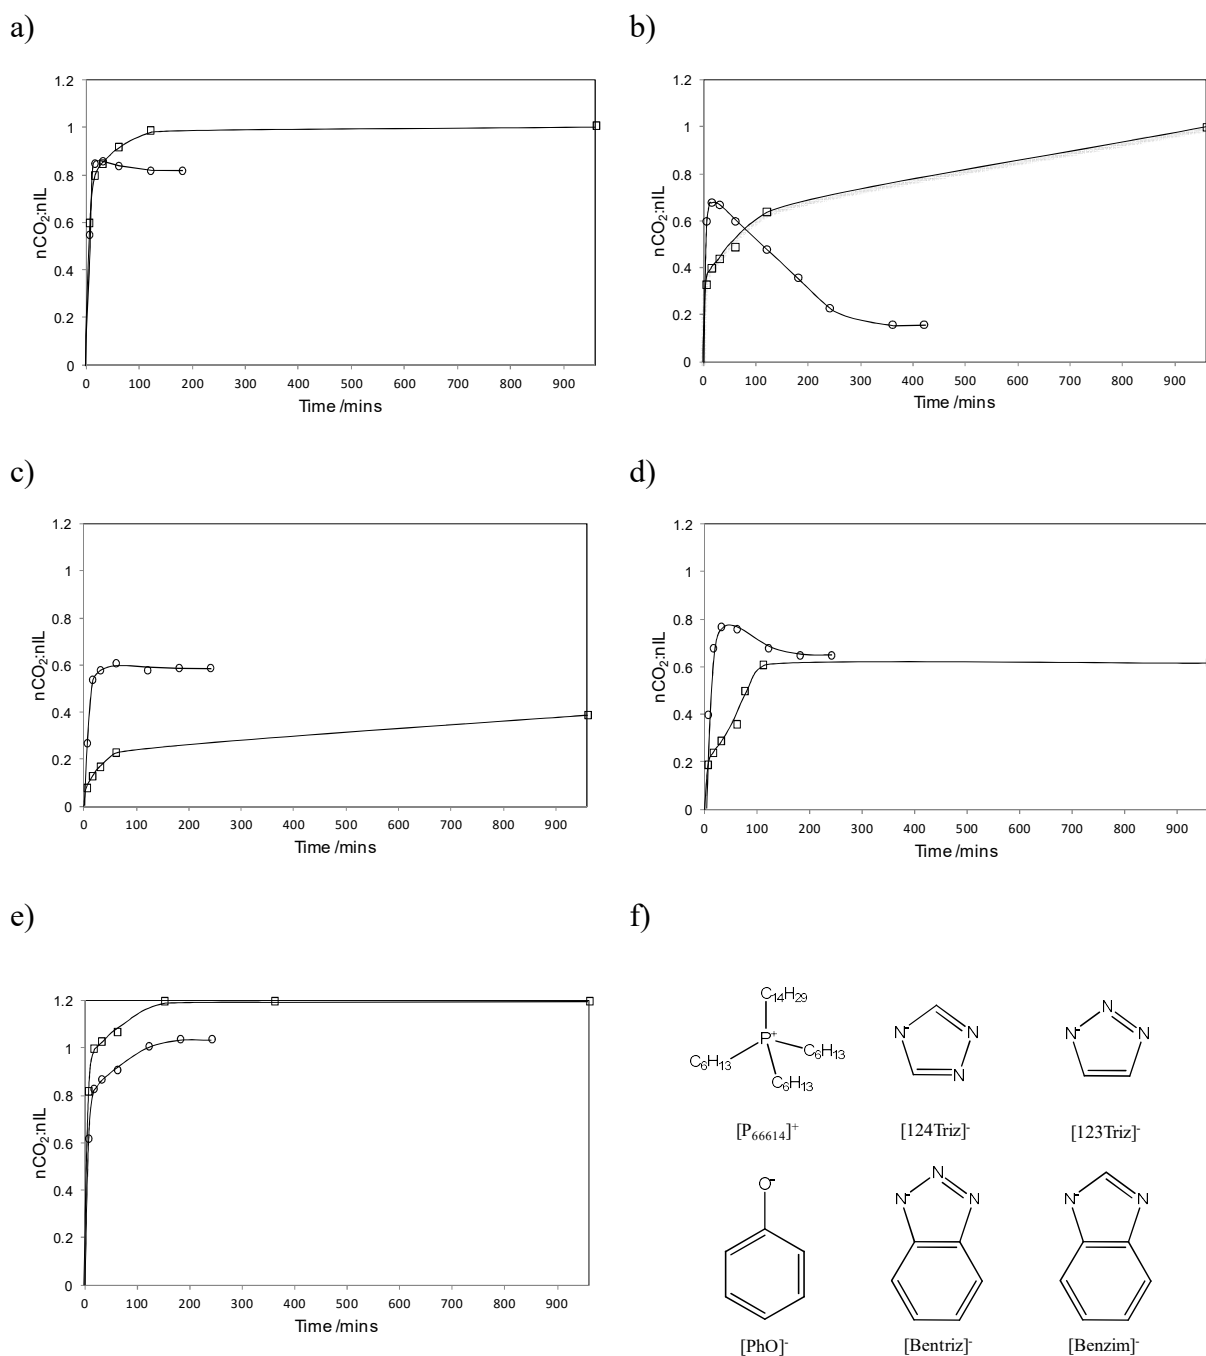 a)
b)
1.2
1
0.8
0.6
0.4
0.2
0
nCO₂:nIL
0 100 200 300 400 500 600 700 800 900
Time /mins
1.2
1
0.8
0.6
0.4
0.2
0
nCO₂:nIL
0 100 200 300 400 500 600 700 800 900
Time /mins
c)
d)
1.2
1
0.8
0.6
0.4
0.2
0
nCO₂:nIL
0 100 200 300 400 500 600 700 800 900
Time /mins
1.2
1
0.8
0.6
0.4
0.2
0
nCO₂:nIL
0 100 200 300 400 500 600 700 800 900
Time /mins
e)
f)
1.2
1
0.8
0.6
0.4
0.2
0
nCO₂:nIL
0 100 200 300 400 500 600 700 800 900
Time /mins
C₁₄H₂₉
P⁺
C₆H₁₃
C₆H₁₃
C₆H₁₃
[P₆₆₆₁₄]⁺
N⁻
N
N
[124Triz]⁻
N
N⁻
N
[123Triz]⁻
O⁻
[PhO]⁻
N
N⁻
N
[Bentriz]⁻
N⁻
N
[Benzim]⁻